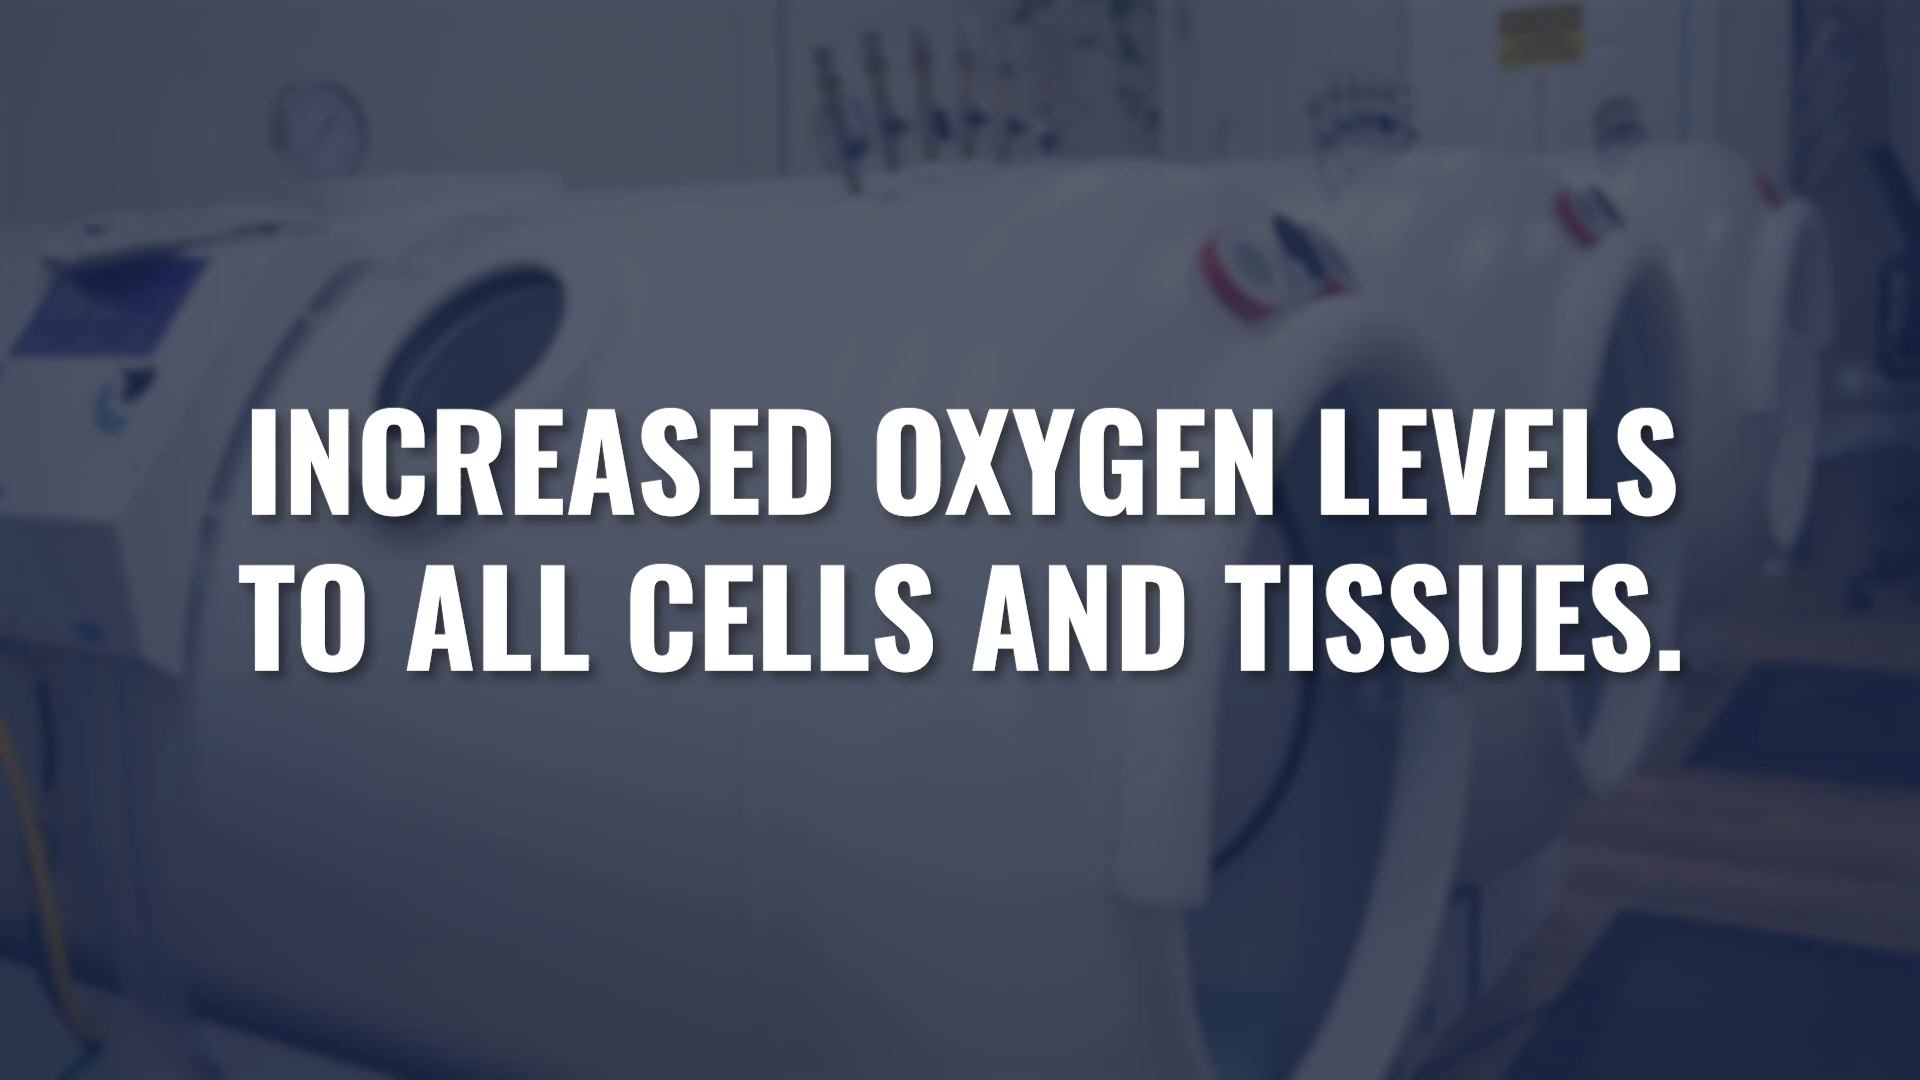 INCREASED OXYGEN LEVELS
TO ALL CELLS AND TISSUES.